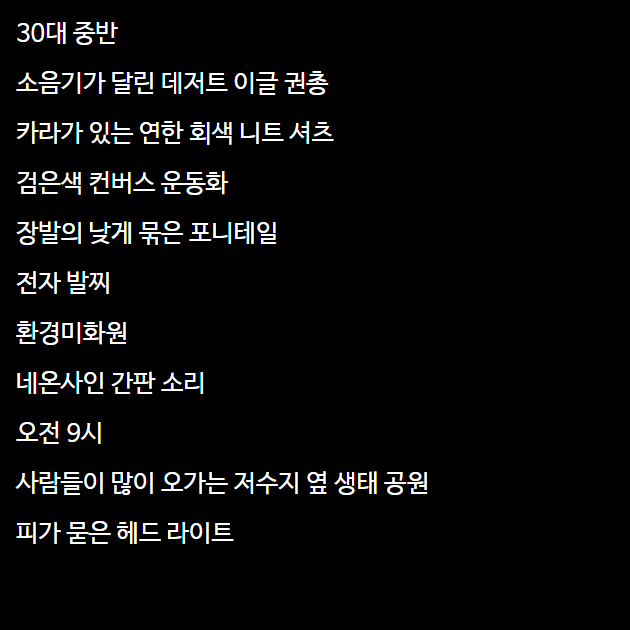 30대 중반
소음기가 달린 데저트 이글 권총
카라가 있는 연한 회색 니트 셔츠
검은색 컨버스 운동화
장발의 낮게 묶은 포니테일
전자 발찌
환경미화원
네온사인 간판 소리
오전 9시
사람들이 많이 오가는 저수지 옆 생태 공원
피가 묻은 헤드 라이트